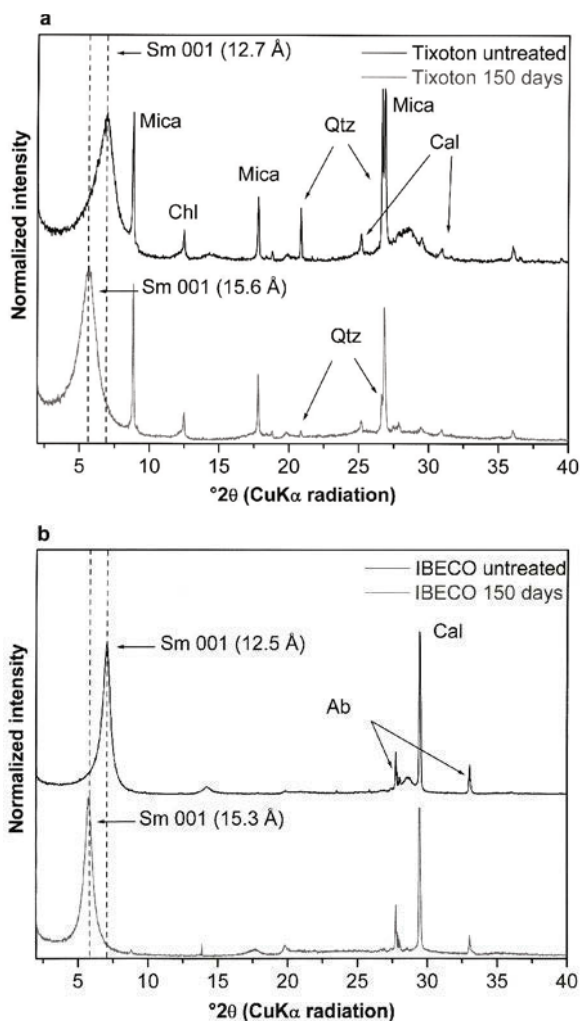 a
Sm 001 (12.7 Å)
Tixoton untreated
Tixoton 150 days
Mica
Qtz
Mica
Cal
Mica
Chl
Sm 001 (15.6 Å)
Qtz
Normalized intensity
5 10 15 20 25 30 35 40
°2θ (CuKα radiation)
b
IBECO untreated
IBECO 150 days
Sm 001 (12.5 Å)
Cal
Ab
Sm 001 (15.3 Å)
Normalized intensity
5 10 15 20 25 30 35 40
°2θ (CuKα radiation)